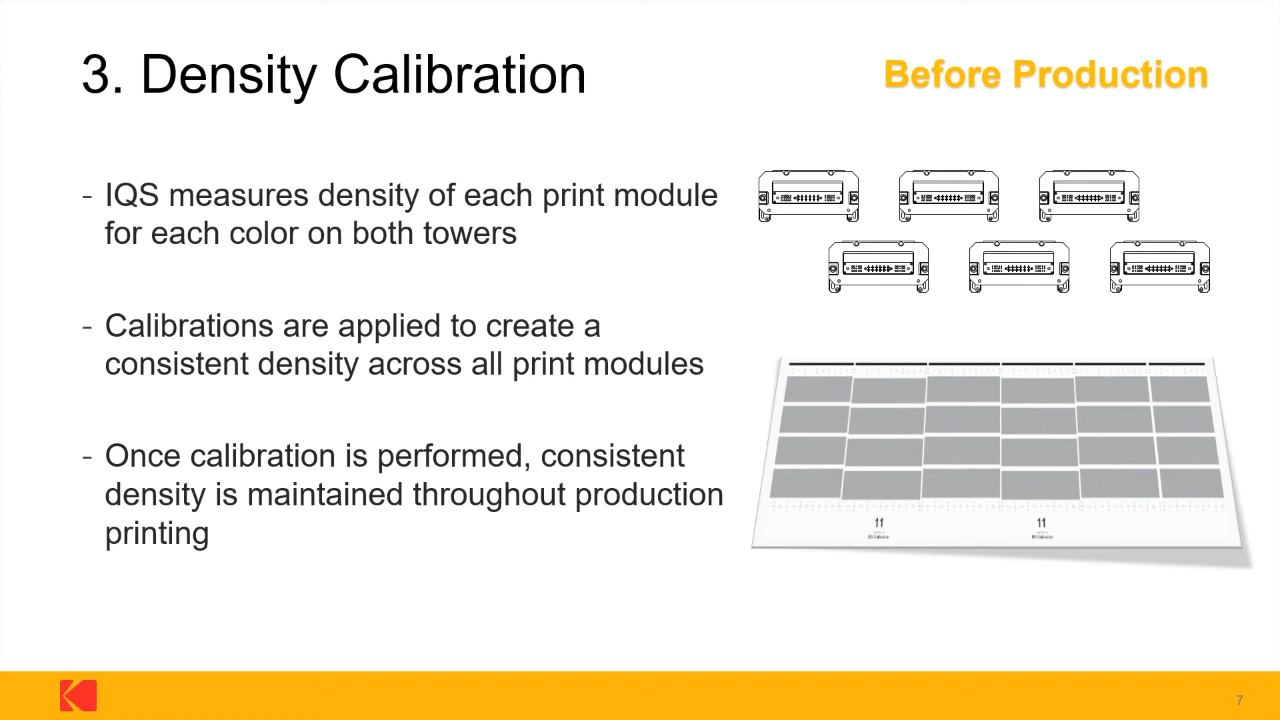 3. Density Calibration
Before Production
- IQS measures density of each print module
for each color on both towers
- Calibrations are applied to create a
consistent density across all print modules
- Once calibration is performed, consistent
density is maintained throughout production
printing
11
11
7